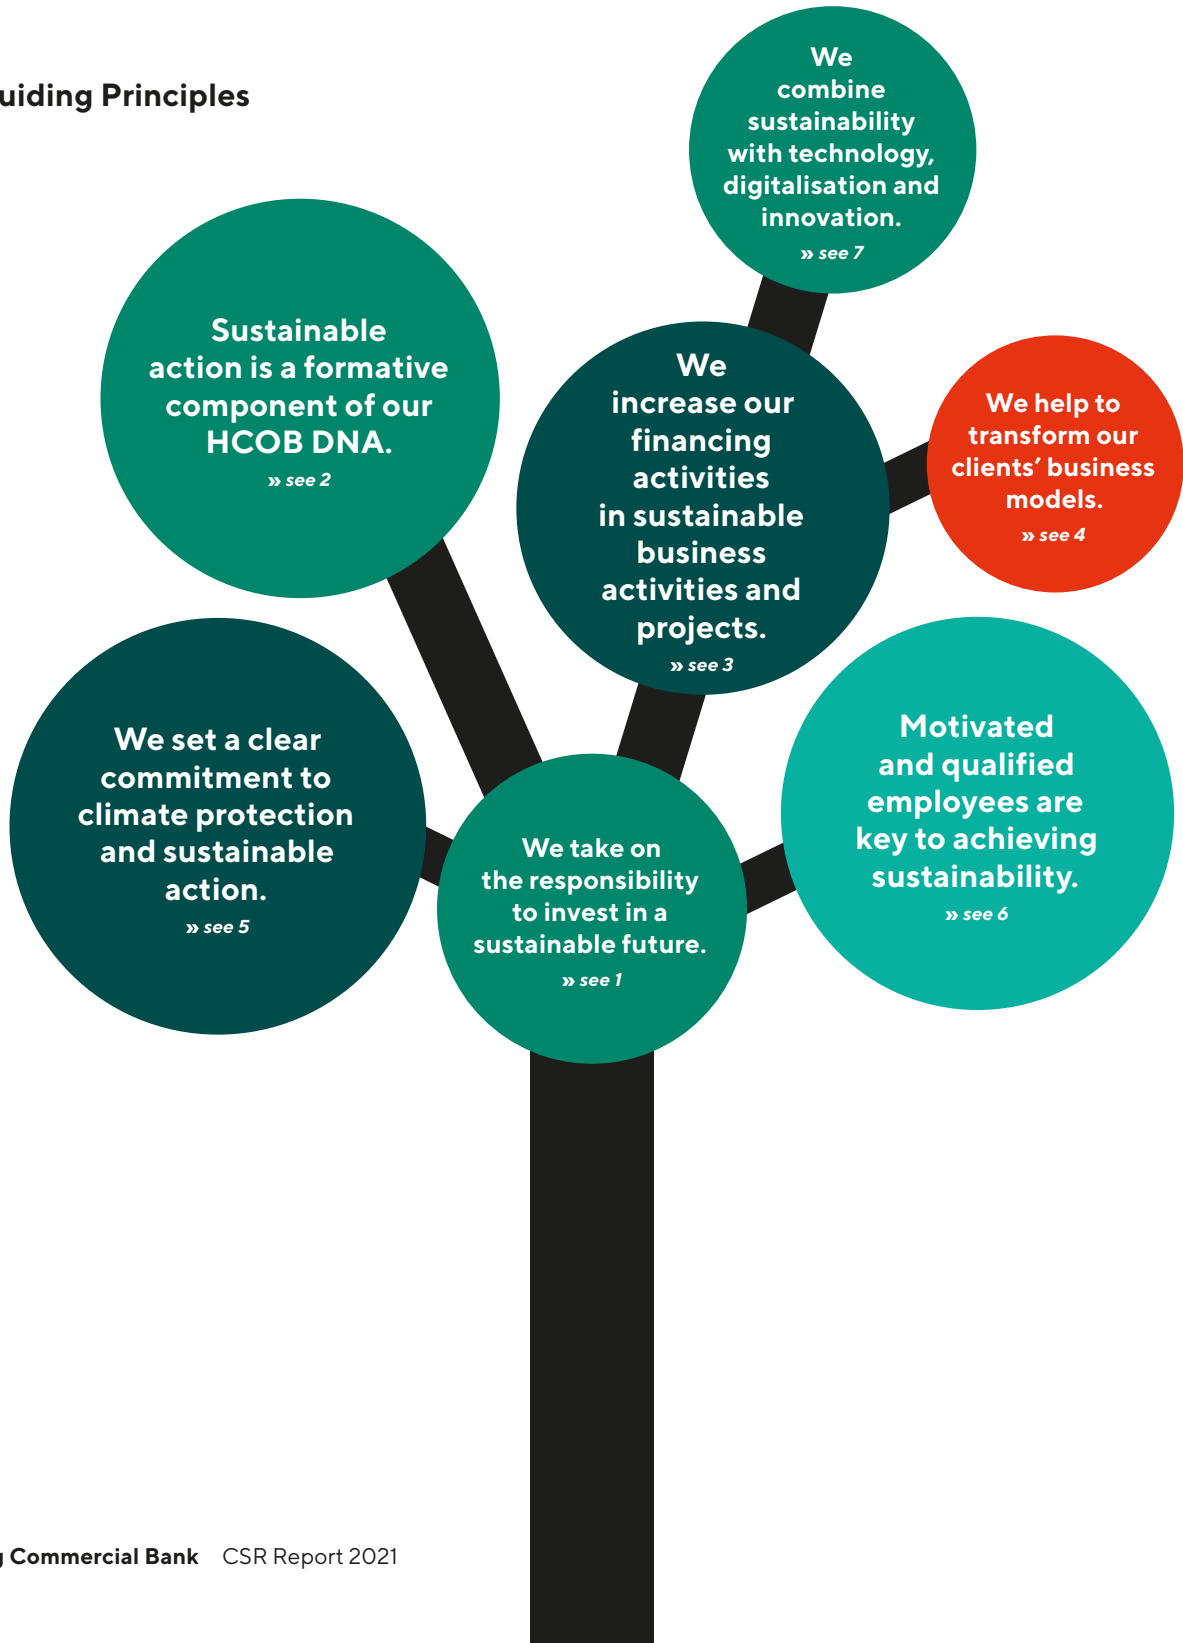 uiding Principles
We
combine
sustainability
with technology,
digitalisation and
innovation.
» see 7
Sustainable
action is a formative
component of our
HCOB DNA.
» see 2
We
increase our
financing
activities
in sustainable
business
activities and
projects.
» see 3
We help to
transform our
clients’ business
models.
» see 4
We set a clear
commitment to
climate protection
and sustainable
action.
» see 5
We take on
the responsibility
to invest in a
sustainable future.
» see 1
Motivated
and qualified
employees are
key to achieving
sustainability.
» see 6
g Commercial Bank CSR Report 2021